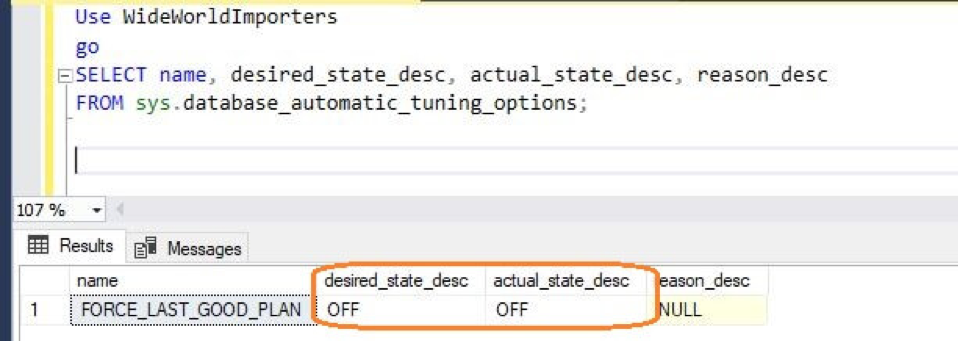 Use WideWorldImporters
go
SELECT name, desired_state_desc, actual_state_desc, reason_desc
FROM sys.database_automatic_tuning_options;
107 %
Results Messages
name desired_state_desc actual_state_desc eason_desc
1 FORCE_LAST_GOOD_PLAN OFF OFF NULL